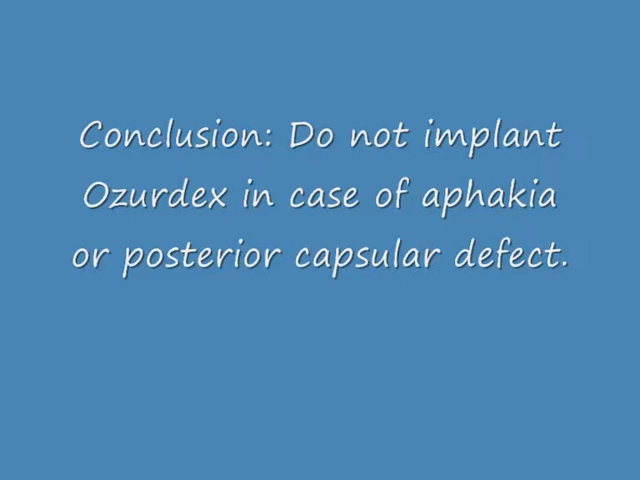 Conclusion: Do not implant
Ozurdex in case of aphakia
or posterior capsular defect.